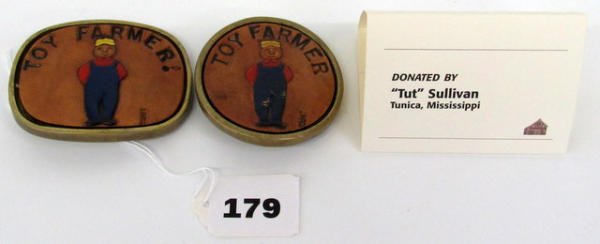 TOY FARMER!
TOY FARMER
DONATED BY
"Tut" Sullivan
Tunica, Mississippi
179